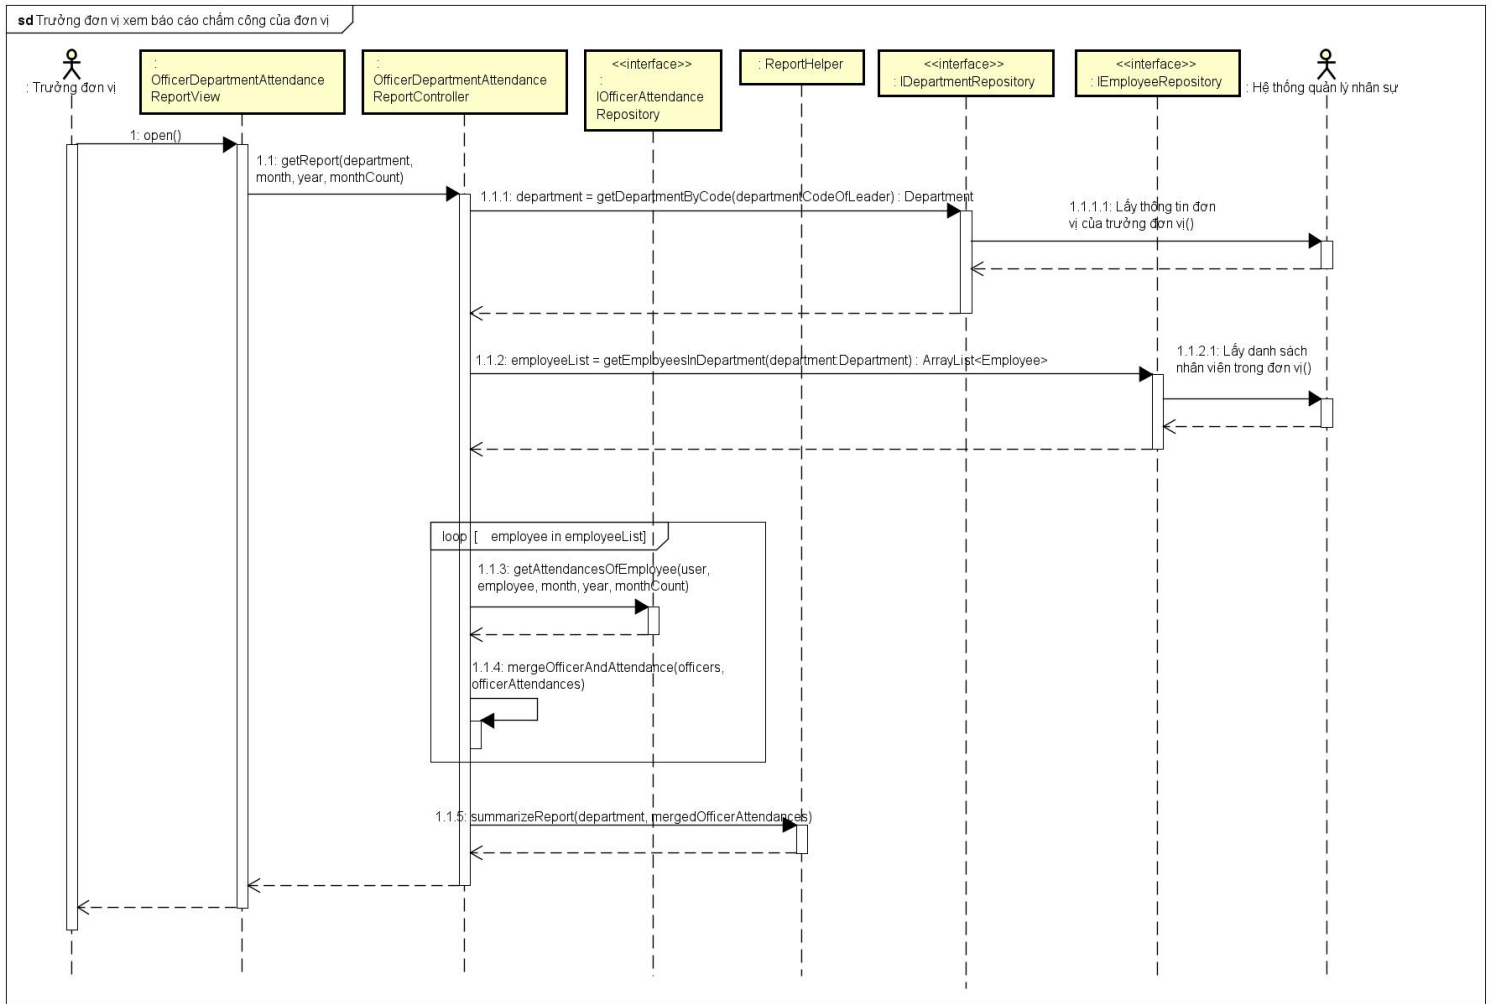 sd Trưởng đơn vị xem báo cáo chấm công của đơn vị
: Trưởng đơn vị
:
OfficerDepartmentAttendance
ReportView
:
OfficerDepartmentAttendance
ReportController
<<interface>>
:
IOfficerAttendance
Repository
: ReportHelper
<<interface>>
: IDepartmentRepository
<<interface>>
: IEmployeeRepository
: Hệ thống quản lý nhân sự
1: open()
1.1: getReport(department,
month, year, monthCount)
1.1.1: department = getDepartmentByCode(departmentCodeOfLeader) : Department
1.1.1.1: Lấy thông tin đơn
vị của trưởng đơn vị()
1.1.2: employeeList = getEmployeesInDepartment(department:Department) : ArrayList<Employee>
1.1.2.1: Lấy danh sách
nhân viên trong đơn vị()
loop [ employee in employeeList]
1.1.3: getAttendancesOfEmployee(user,
employee, month, year, monthCount)
1.1.4: mergeOfficerAndAttendance(officers,
officerAttendances)
1.1.5: summarizeReport(department, mergedOfficerAttendances)